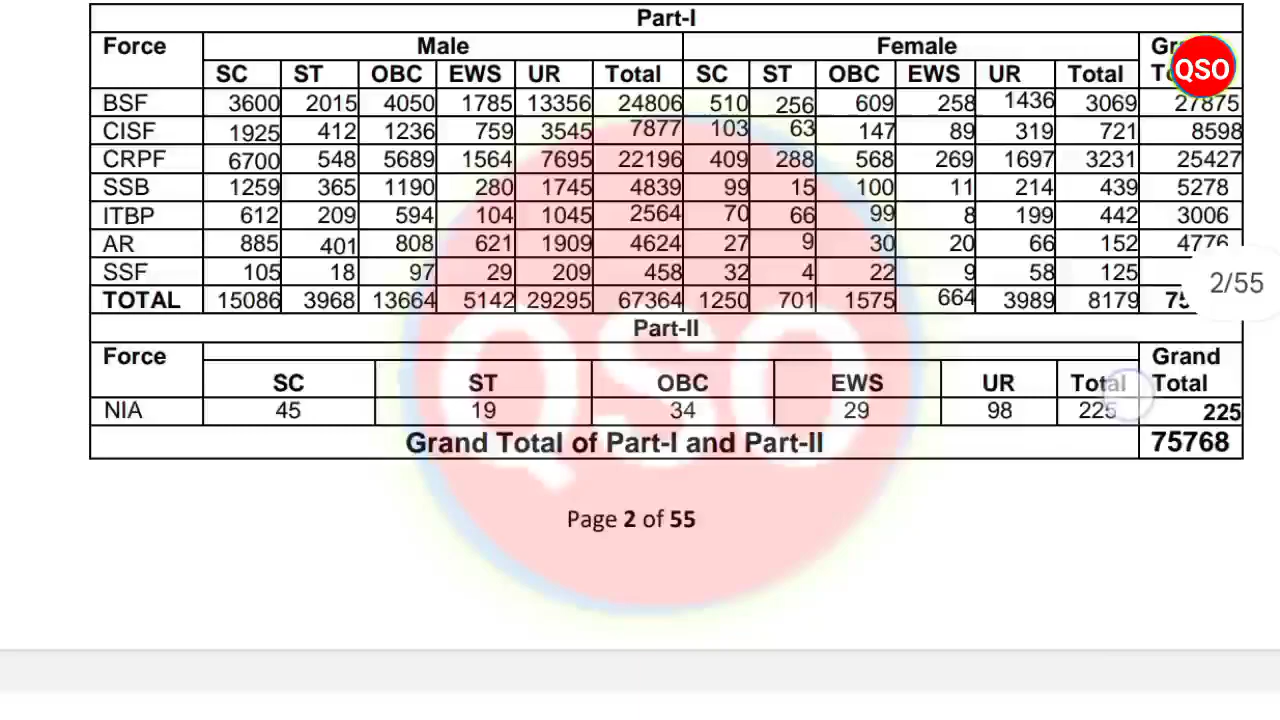 Part-I
Force Male Female
QSO
SC ST OBC EWS UR Total SC ST OBC EWS UR Total
BSF 3600 2015 4050 1785 13356 24806 510 256 609 258 1436 3069 27875
CISF 1925 412 1236 759 3545 7877 103 63 147 89 319 721 8598
CRPF 6700 548 5689 1564 7695 22196 409 288 568 269 1697 3231 25427
SSB 1259 365 1190 280 1745 4839 99 15 100 11 214 439 5278
ITBP 612 209 594 104 1045 2564 70 66 99 8 199 442 3006
AR 885 401 808 621 1909 4624 27 9 30 20 66 152 4776
SSF 105 18 97 29 209 458 32 4 22 9 58 125
2/55
TOTAL 15086 3968 13664 5142 29295 67364 1250 701 1575 664 3989 8179
Part-II
Force Grand
SC ST OBC EWS UR Total Total
NIA 45 19 34 29 98 225 225
Grand Total of Part-I and Part-II 75768
QSO
Page 2 of 55